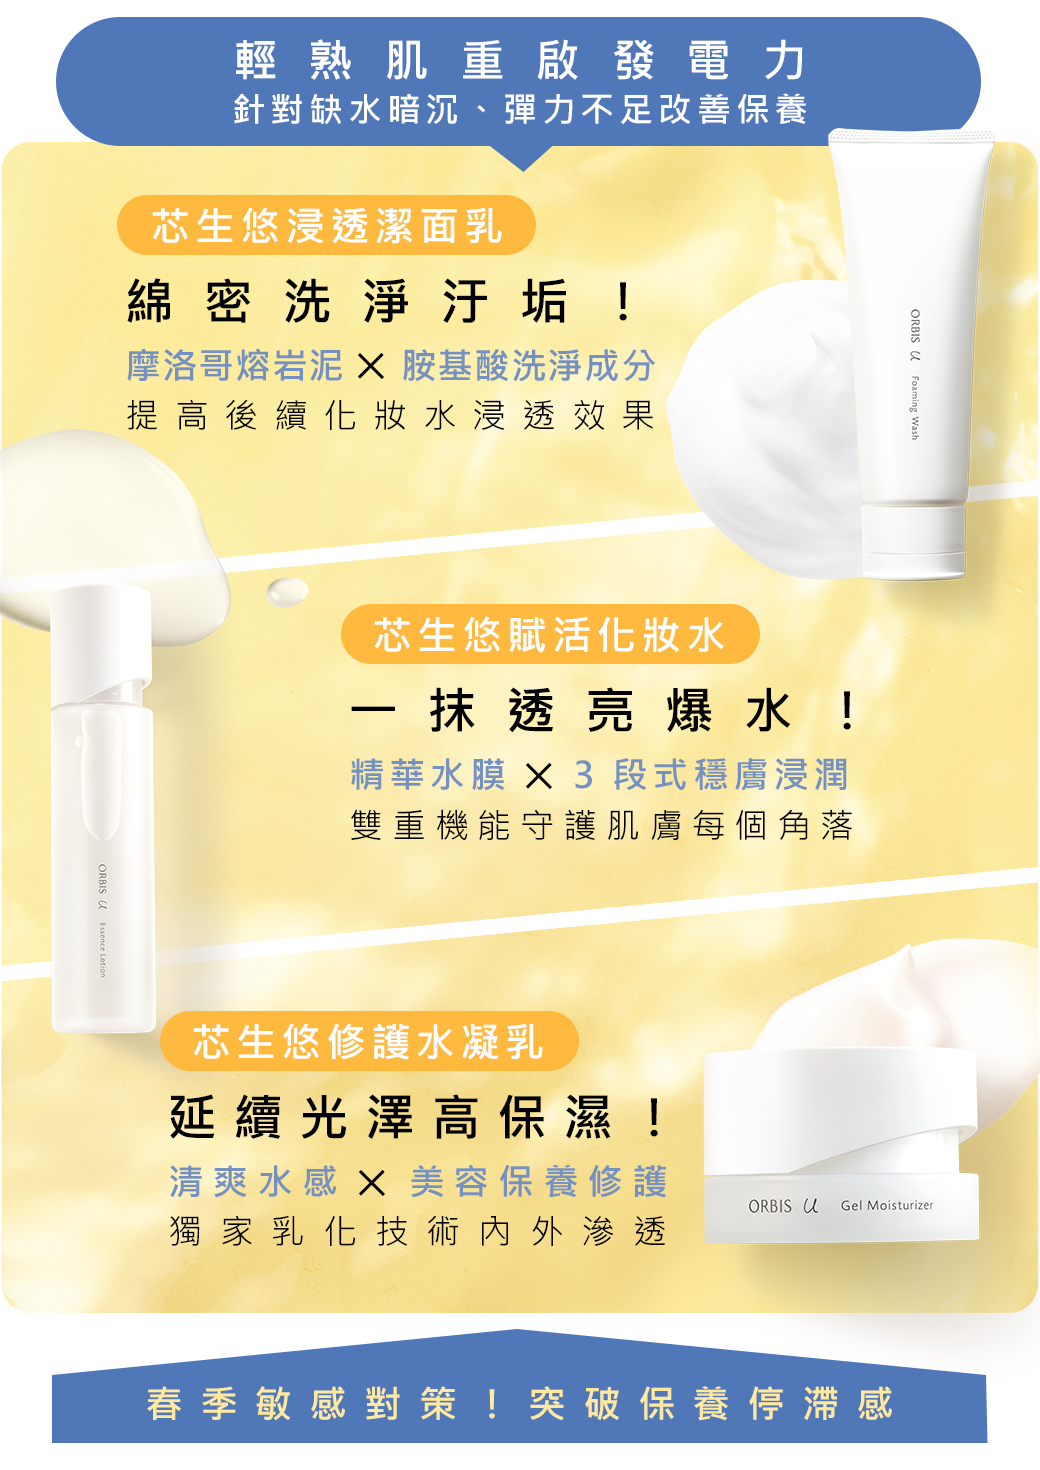 輕熟肌重啟發電力
針對缺水暗沉、彈力不足改善保養
芯生悠浸透潔面乳
綿密洗淨汙垢！
摩洛哥熔岩泥×胺基酸洗淨成分
提高後續化妝水浸透效果
ORBIS u Foaming Wash
芯生悠賦活化妝水
一抹透亮爆水！
精華水膜×3 段式穩膚浸潤
雙重機能守護肌膚每個角落
ORBIS u Essence Lotion
芯生悠修護水凝乳
延續光澤高保濕！
清爽水感×美容保養修護
獨家乳化技術內外滲透
ORBIS u Gel Moisturizer
春季敏感對策！突破保養停滯感